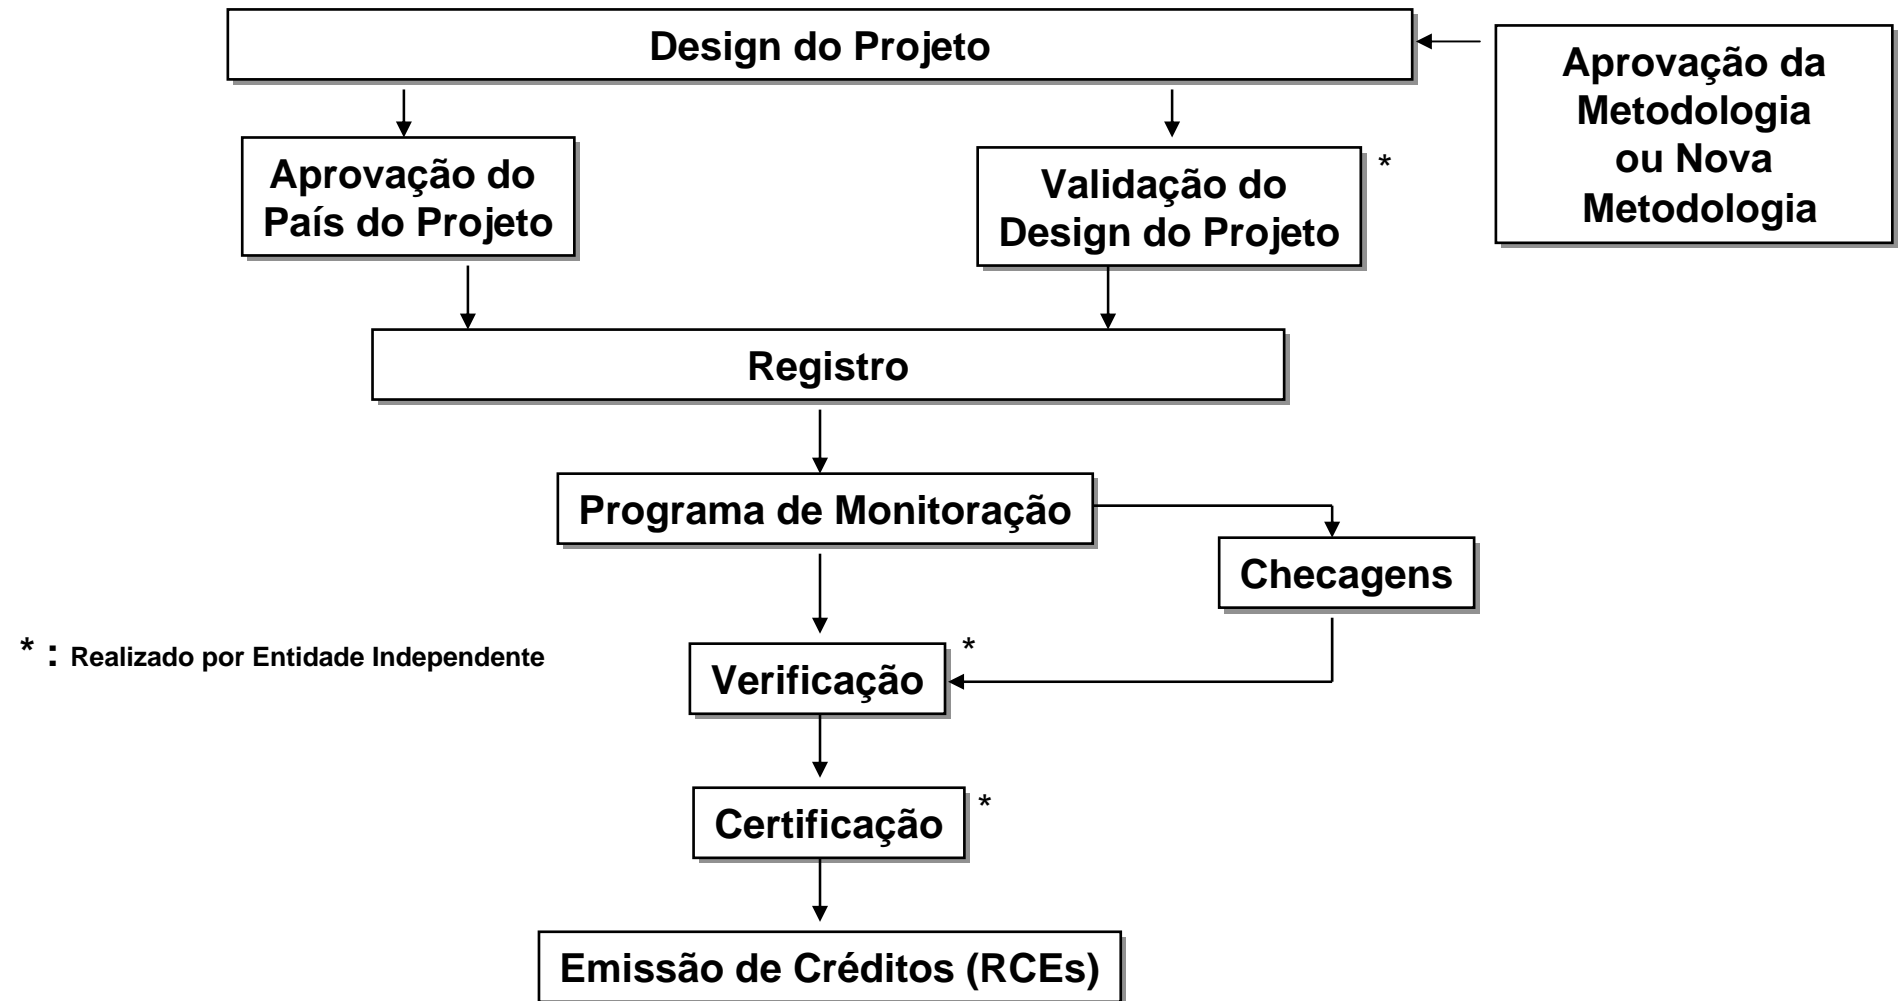 Design do Projeto
Aprovação da
Metodologia
ou Nova
Metodologia
Aprovação do
País do Projeto
Validação do
Design do Projeto
*
Registro
Programa de Monitoração
Checagens
* : Realizado por Entidade Independente
Verificação
*
Certificação
*
Emissão de Créditos (RCEs)